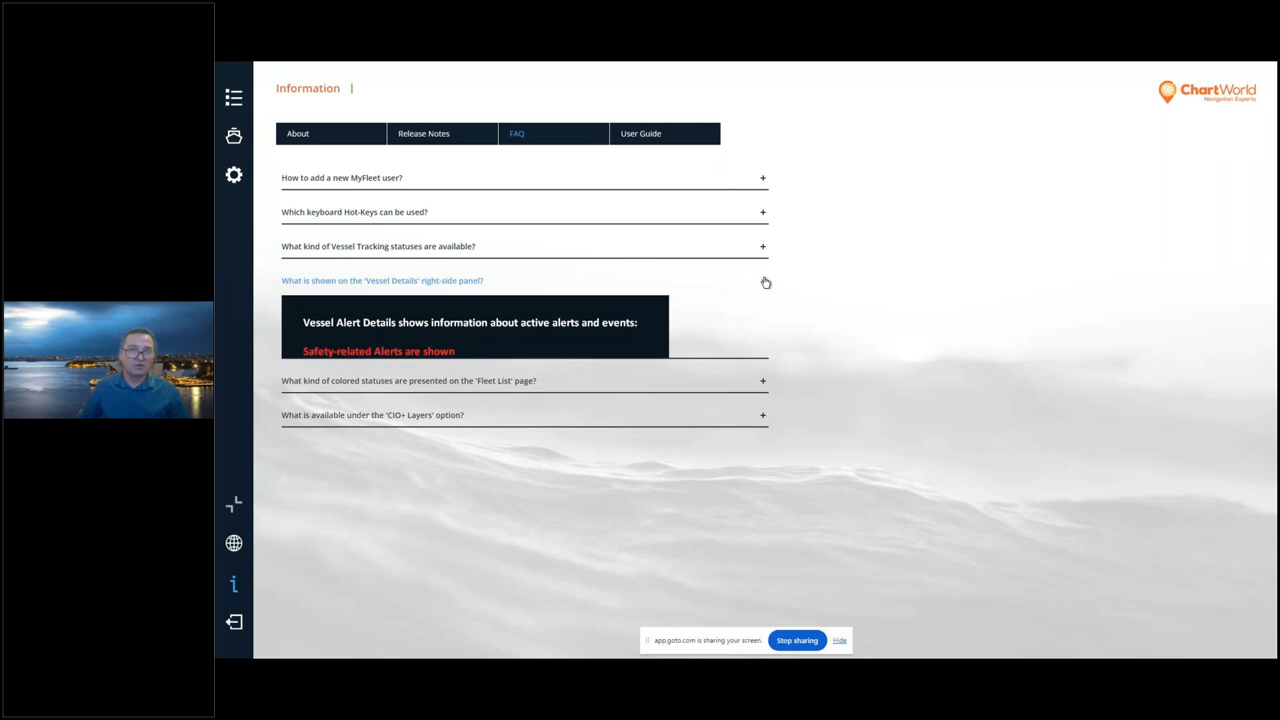 Information |
ChartWorld
Navigation Experts
About
Release Notes
FAQ
User Guide
How to add a new MyFleet user?
Which keyboard Hot-Keys can be used?
What kind of Vessel Tracking statuses are available?
What is shown on the 'Vessel Details' right-side panel?
Vessel Alert Details shows information about active alerts and events:
Safety-related Alerts are shown
What kind of colored statuses are presented on the 'Fleet List' page?
What is available under the 'CIO+ Layers' option?
app.goto.com is sharing your screen.
Stop sharing
Hide